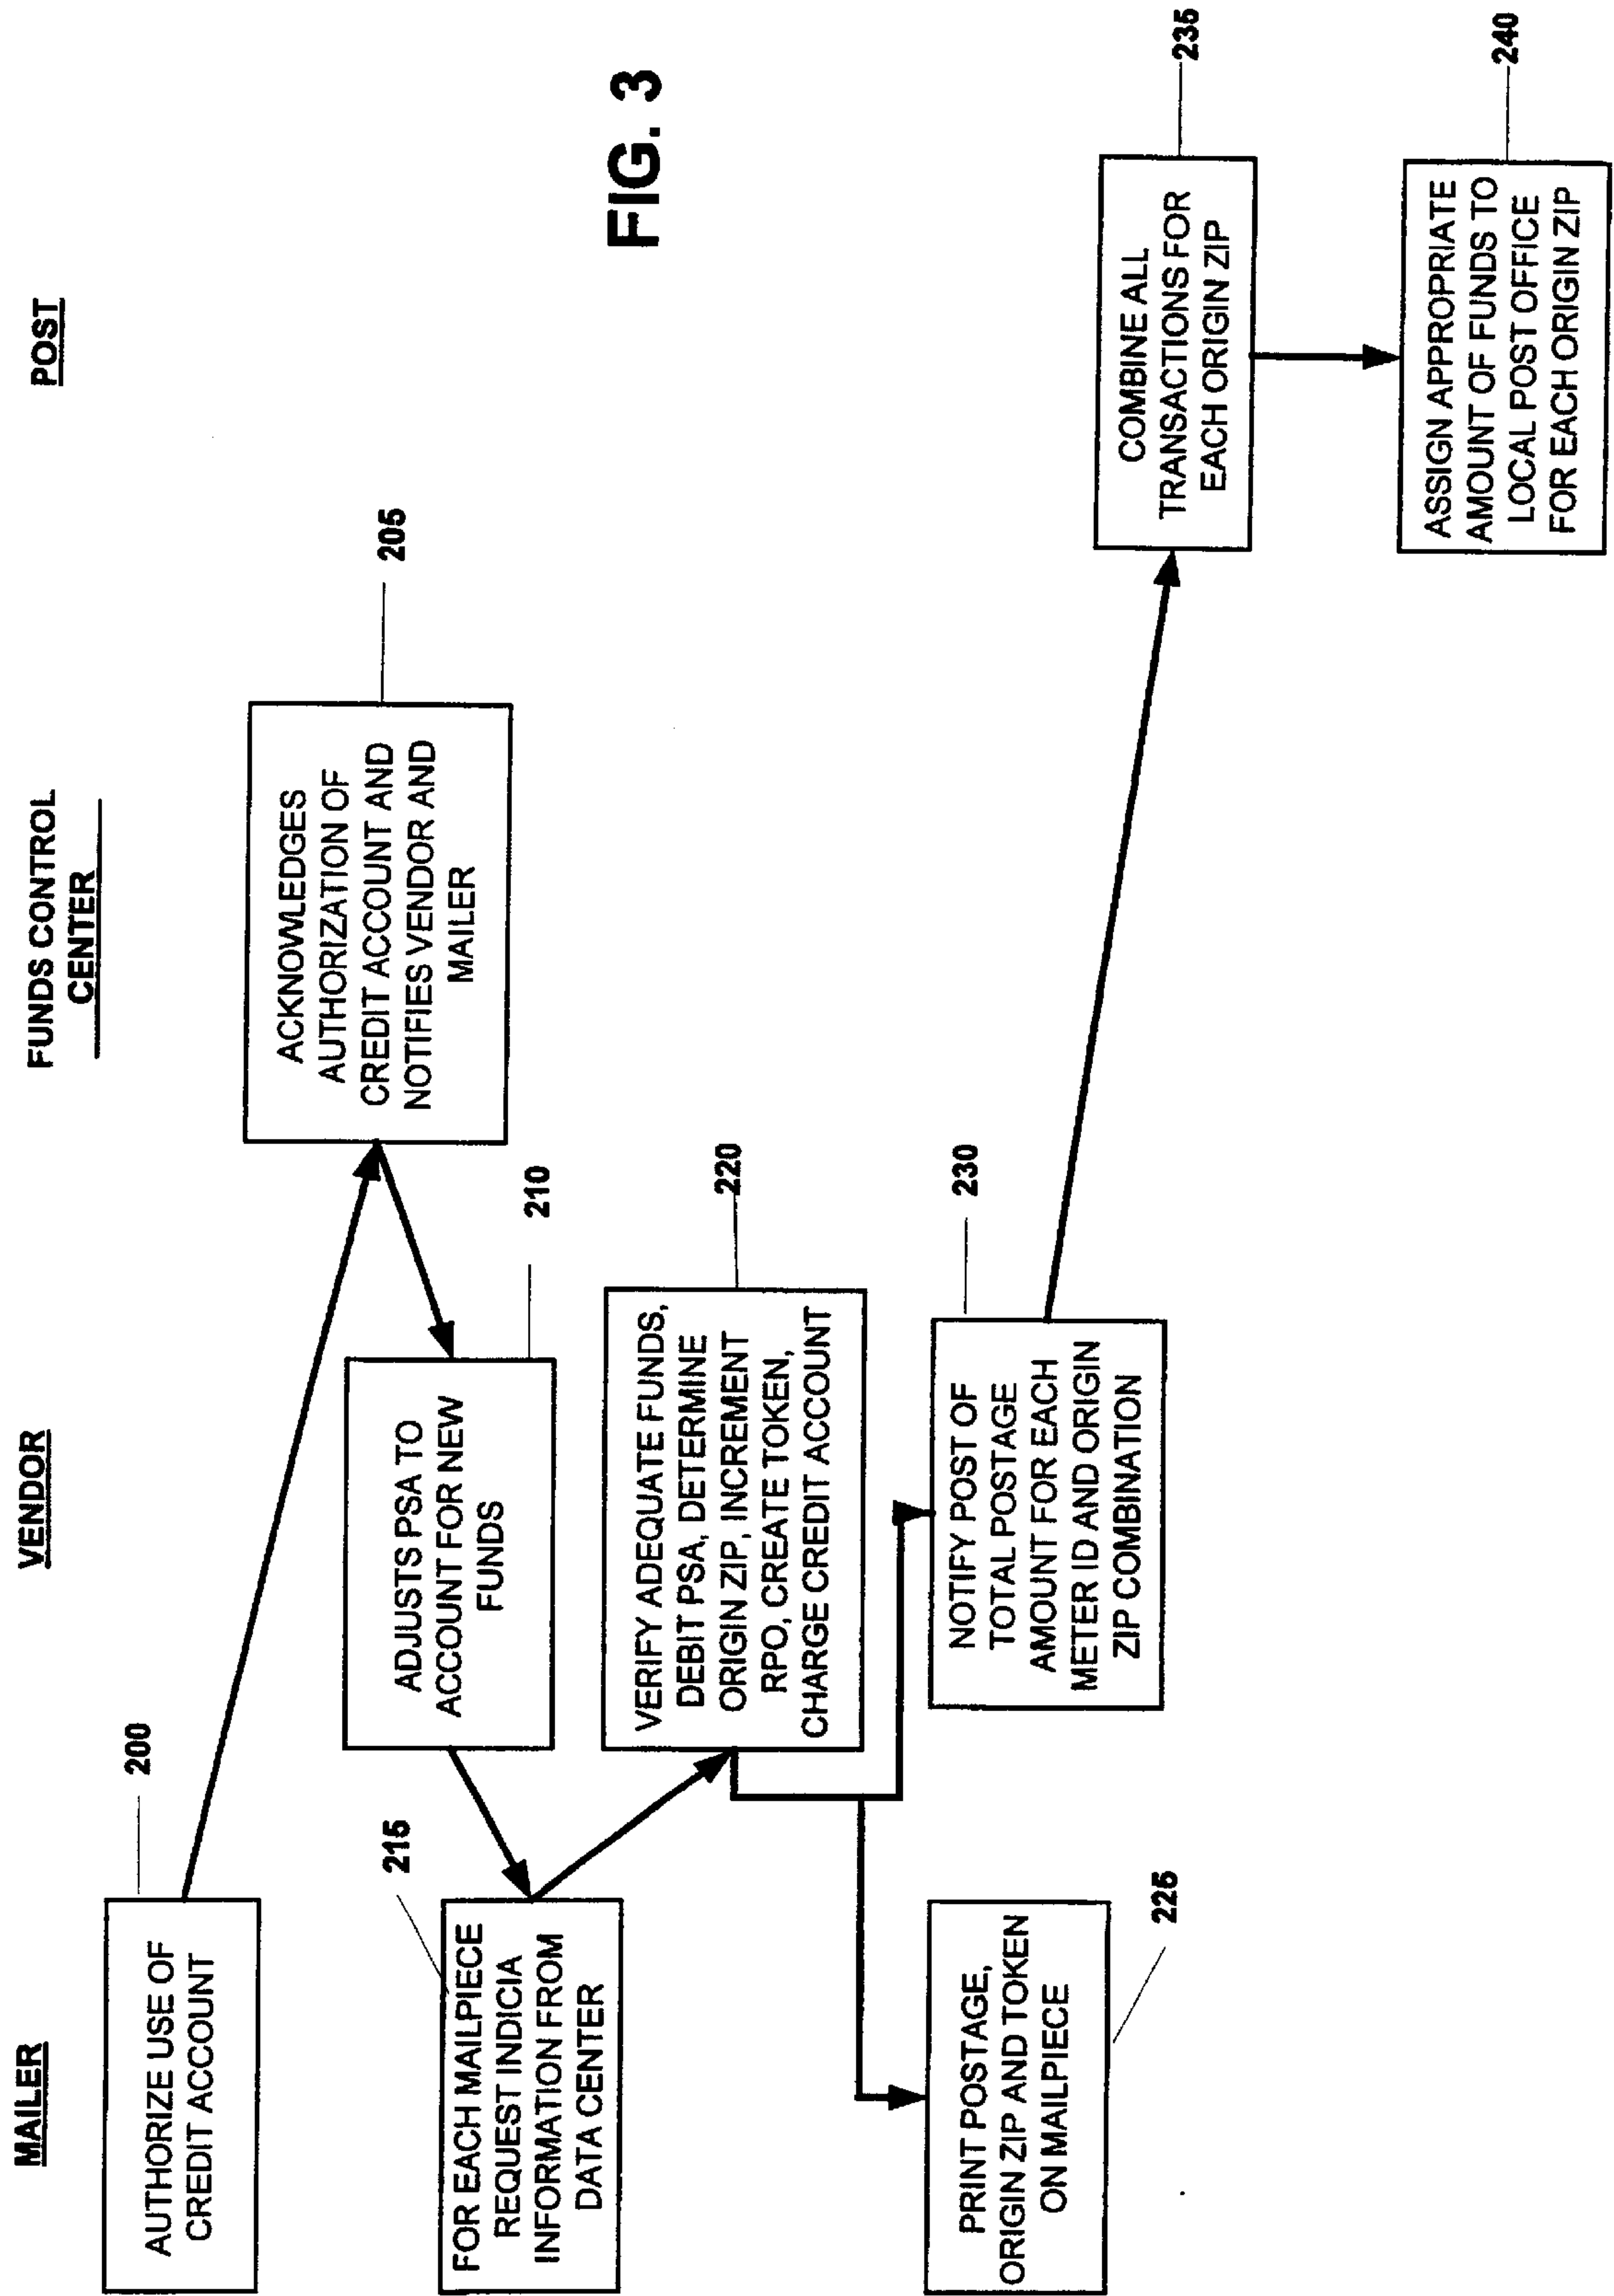 MAILER
VENDOR
FUNDS CONTROL
CENTER
POST
200
AUTHORIZE USE OF
CREDIT ACCOUNT
205
ACKNOWLEDGES
AUTHORIZATION OF
CREDIT ACCOUNT AND
NOTIFIES VENDOR AND
MAILER
210
ADJUSTS PSA TO
ACCOUNT FOR NEW
FUNDS
215
FOR EACH MAILPIECE
REQUEST INDICIA
INFORMATION FROM
DATA CENTER
220
VERIFY ADEQUATE FUNDS,
DEBIT PSA, DETERMINE
ORIGIN ZIP, INCREMENT
RPO, CREATE TOKEN,
CHARGE CREDIT ACCOUNT
225
PRINT POSTAGE,
ORIGIN ZIP AND TOKEN
ON MAILPIECE
230
NOTIFY POST OF
TOTAL POSTAGE
AMOUNT FOR EACH
METER ID AND ORIGIN
ZIP COMBINATION
235
COMBINE ALL
TRANSACTIONS FOR
EACH ORIGIN ZIP
240
ASSIGN APPROPRIATE
AMOUNT OF FUNDS TO
LOCAL POST OFFICE
FOR EACH ORIGIN ZIP
FIG. 3